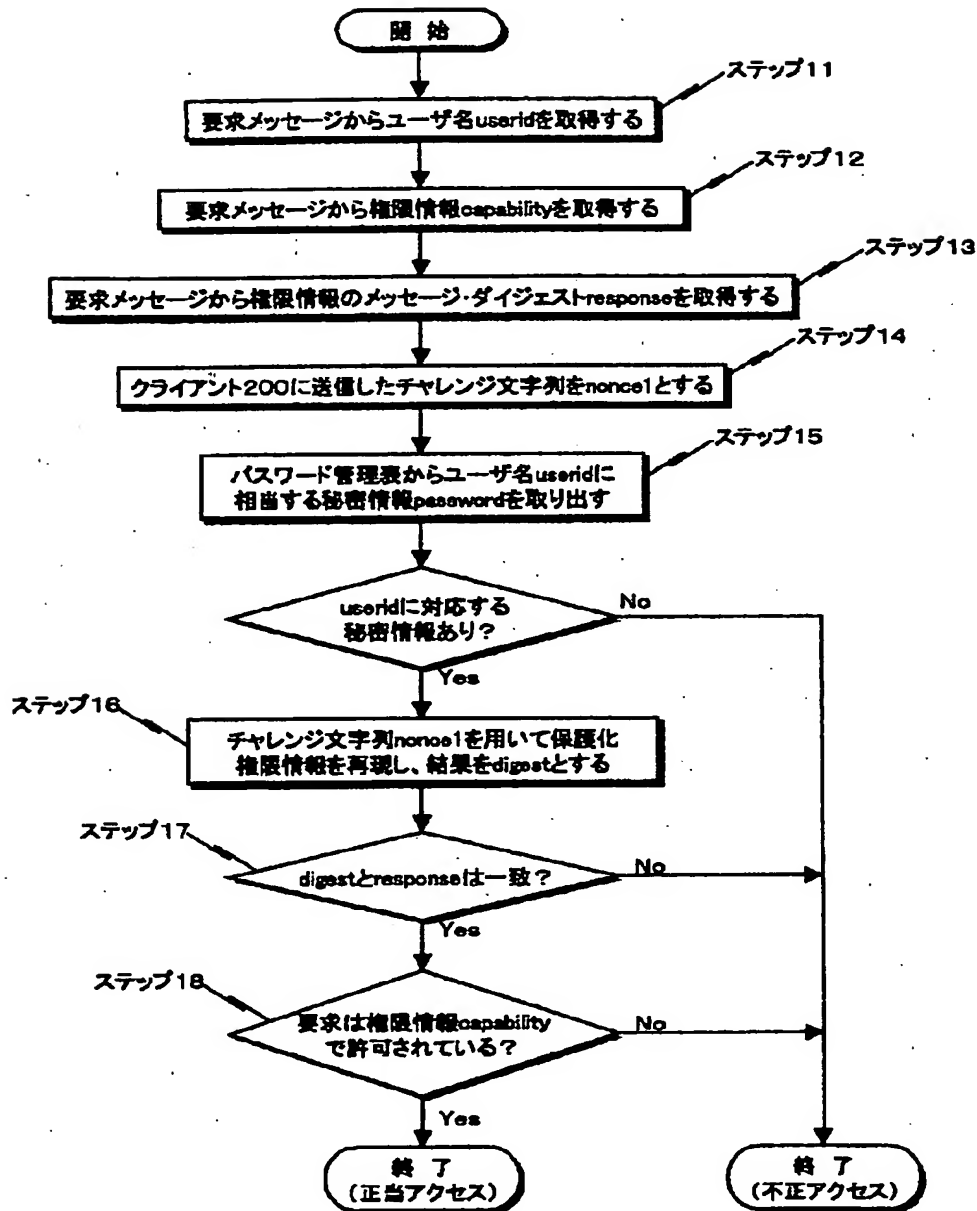 開 始
ステップ11
要求メッセージからユーザ名useridを取得する
ステップ12
要求メッセージから権限情報capabilityを取得する
ステップ13
要求メッセージから権限情報のメッセージ・ダイジェストresponseを取得する
ステップ14
クライアント200に送信したチャレンジ文字列をnonce1とする
ステップ15
パスワード管理表からユーザ名useridに
相当する秘密情報passwordを取り出す
useridに対応する
秘密情報あり?
No
Yes
ステップ16
チャレンジ文字列nonce1を用いて保護化
権限情報を再現し、結果をdigestとする
ステップ17
digestとresponseは一致?
No
Yes
ステップ18
要求は権限情報capability
で許可されている?
No
Yes
終 了
(正当アクセス)
終 了
(不正アクセス)